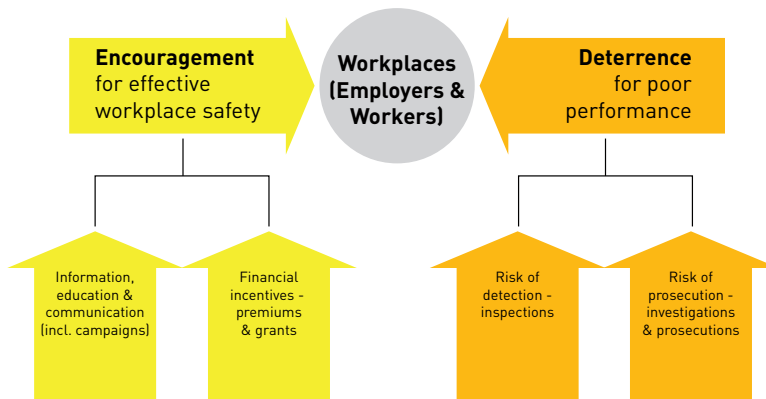 Encouragement
for effective
workplace safety
Workplaces
(Employers &
Workers)
Deterrence
for poor
performance
Information,
education &
communication
(incl. campaigns)
Financial
incentives -
premiums
& grants
Risk of
detection -
inspections
Risk of
prosecution -
investigations
& prosecutions